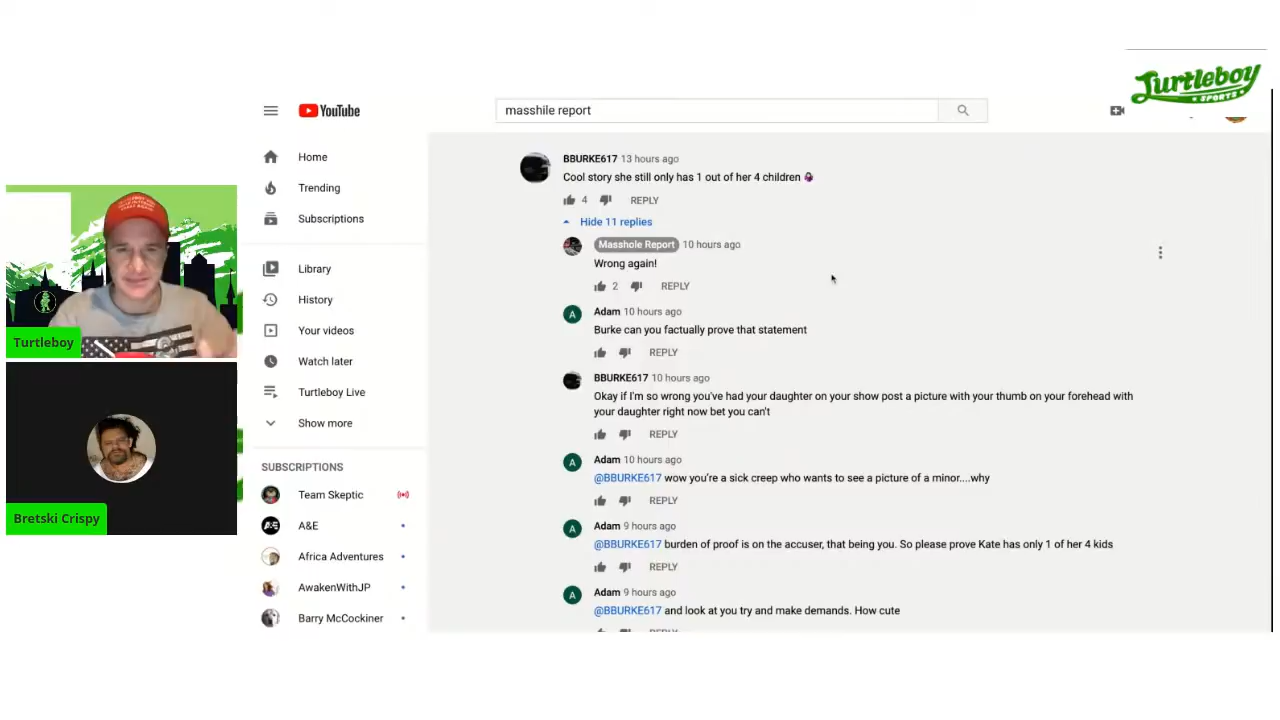 Turtleboy
SPORTS
YouTube
masshile report
Home
Trending
Subscriptions
Library
History
Your videos
Watch later
Turtleboy Live
Show more
SUBSCRIPTIONS
Team Skeptic
A&E
Africa Adventures
AwakenWithJP
Barry McCockiner
Turtleboy
Bretski Crispy
BBURKE617 13 hours ago
Cool story she still only has 1 out of her 4 children
4 REPLY
Hide 11 replies
Masshole Report 10 hours ago
Wrong again!
2 REPLY
A
Adam 10 hours ago
Burke can you factually prove that statement
REPLY
BBURKE617 10 hours ago
Okay if I'm so wrong you've had your daughter on your show post a picture with your thumb on your forehead with
your daughter right now bet you can't
REPLY
A
Adam 10 hours ago
@BBURKE617 wow you're a sick creep who wants to see a picture of a minor....why
REPLY
A
Adam 9 hours ago
@BBURKE617 burden of proof is on the accuser, that being you. So please prove Kate has only 1 of her 4 kids
REPLY
A
Adam 9 hours ago
@BBURKE617 and look at you try and make demands. How cute